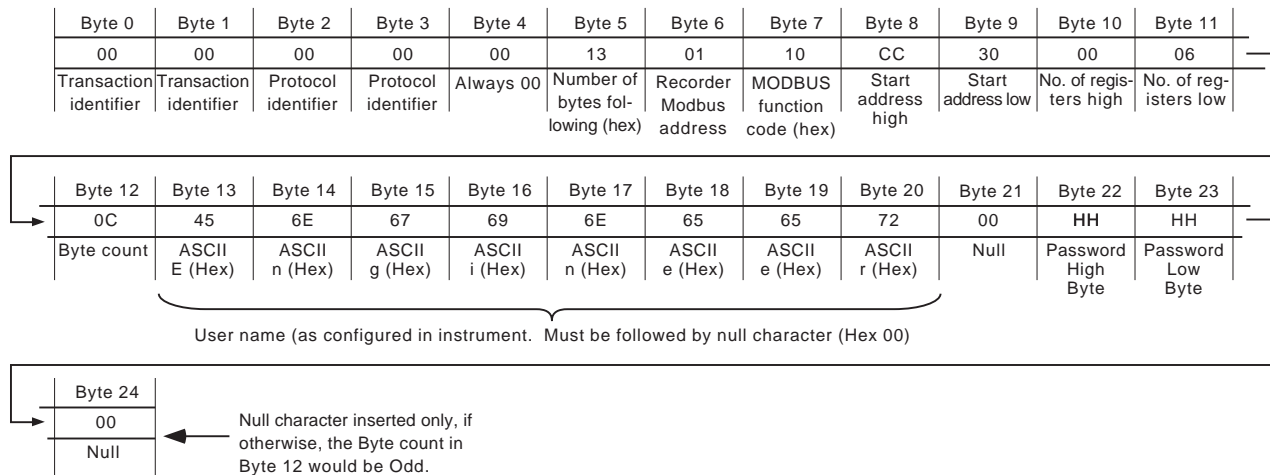 Byte 0 Byte 1 Byte 2 Byte 3 Byte 4 Byte 5 Byte 6 Byte 7 Byte 8 Byte 9 Byte 10 Byte 11
00 00 00 00 00 13 01 10 CC 30 00 06
Transaction Transaction Protocol Protocol Always 00 Number of Recorder MODBUS Start Start No. of regis- No. of reg-
identifier identifier identifier identifier bytes fol- Modbus function address address low ters high isters low
lowing (hex) address code (hex) high
Byte 12 Byte 13 Byte 14 Byte 15 Byte 16 Byte 17 Byte 18 Byte 19 Byte 20 Byte 21 Byte 22 Byte 23
0C 45 6E 67 69 6E 65 65 72 00 HH HH
Byte count ASCII ASCII ASCII ASCII ASCII ASCII ASCII ASCII Null Password Password
E (Hex) n (Hex) g (Hex) i (Hex) n (Hex) e (Hex) e (Hex) r (Hex) High Low
Byte Byte
User name (as configured in instrument. Must be followed by null character (Hex 00)
Byte 24
00
Null
Null character inserted only, if
otherwise, the Byte count in
Byte 12 would be Odd.